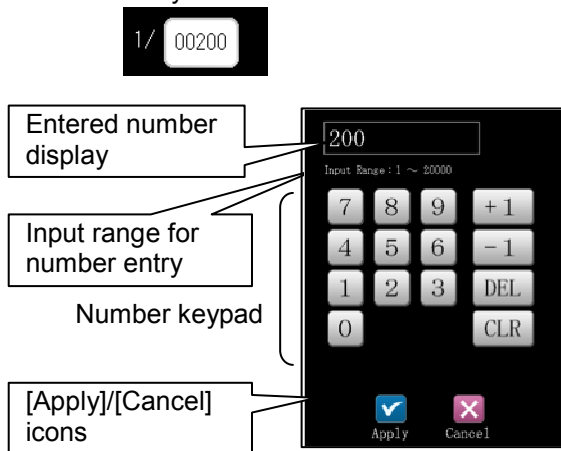 1/ 00200
Entered number
display
200
Input Range : 1 ～ 20000
Input range for
number entry
7 8 9 +1
4 5 6 -1
1 2 3 DEL
0 CLR
Number keypad
[Apply]/[Cancel]
icons
Apply Cancel